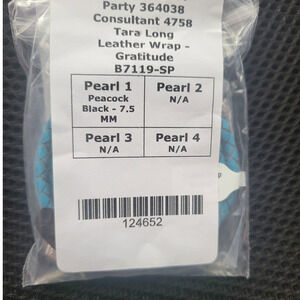 Party 364038
Consultant 4758
Tara Long
Leather Wrap -
Gratitude
B7119-SP
Pearl 1
Peacock
Black - 7.5
MM
Pearl 2
N/A
Pearl 3
N/A
Pearl 4
N/A
124652